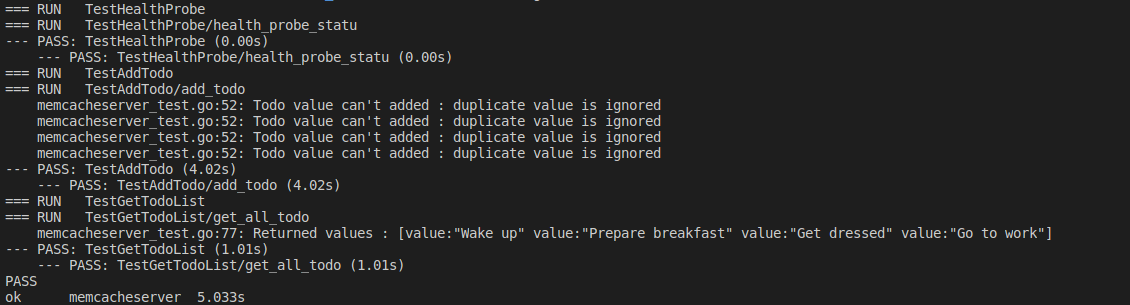 === RUN   TestHealthProbe
=== RUN   TestHealthProbe/health_probe_statu
--- PASS: TestHealthProbe (0.00s)
    --- PASS: TestHealthProbe/health_probe_statu (0.00s)
=== RUN   TestAddTodo
=== RUN   TestAddTodo/add_todo
    memcacheserver_test.go:52: Todo value can't added : duplicate value is ignored
    memcacheserver_test.go:52: Todo value can't added : duplicate value is ignored
    memcacheserver_test.go:52: Todo value can't added : duplicate value is ignored
    memcacheserver_test.go:52: Todo value can't added : duplicate value is ignored
--- PASS: TestAddTodo (4.02s)
    --- PASS: TestAddTodo/add_todo (4.02s)
=== RUN   TestGetTodoList
=== RUN   TestGetTodoList/get_all_todo
    memcacheserver_test.go:77: Returned values : [value:"Wake up" value:"Prepare breakfast" value:"Get dressed" value:"Go to work"]
--- PASS: TestGetTodoList (1.01s)
    --- PASS: TestGetTodoList/get_all_todo (1.01s)
PASS
ok      memcacheserver  5.033s